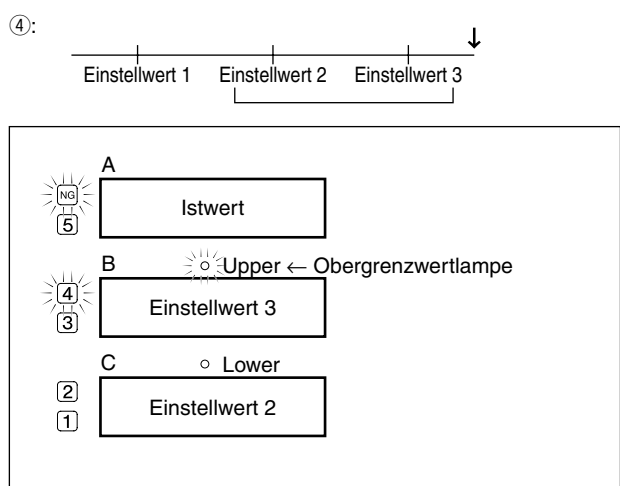 ④:
Einstellwert 1 Einstellwert 2 Einstellwert 3
A
NG
5
Istwert
B
Upper ← Obergrenzwertlampe
4
3
Einstellwert 3
C
Lower
2
1
Einstellwert 2